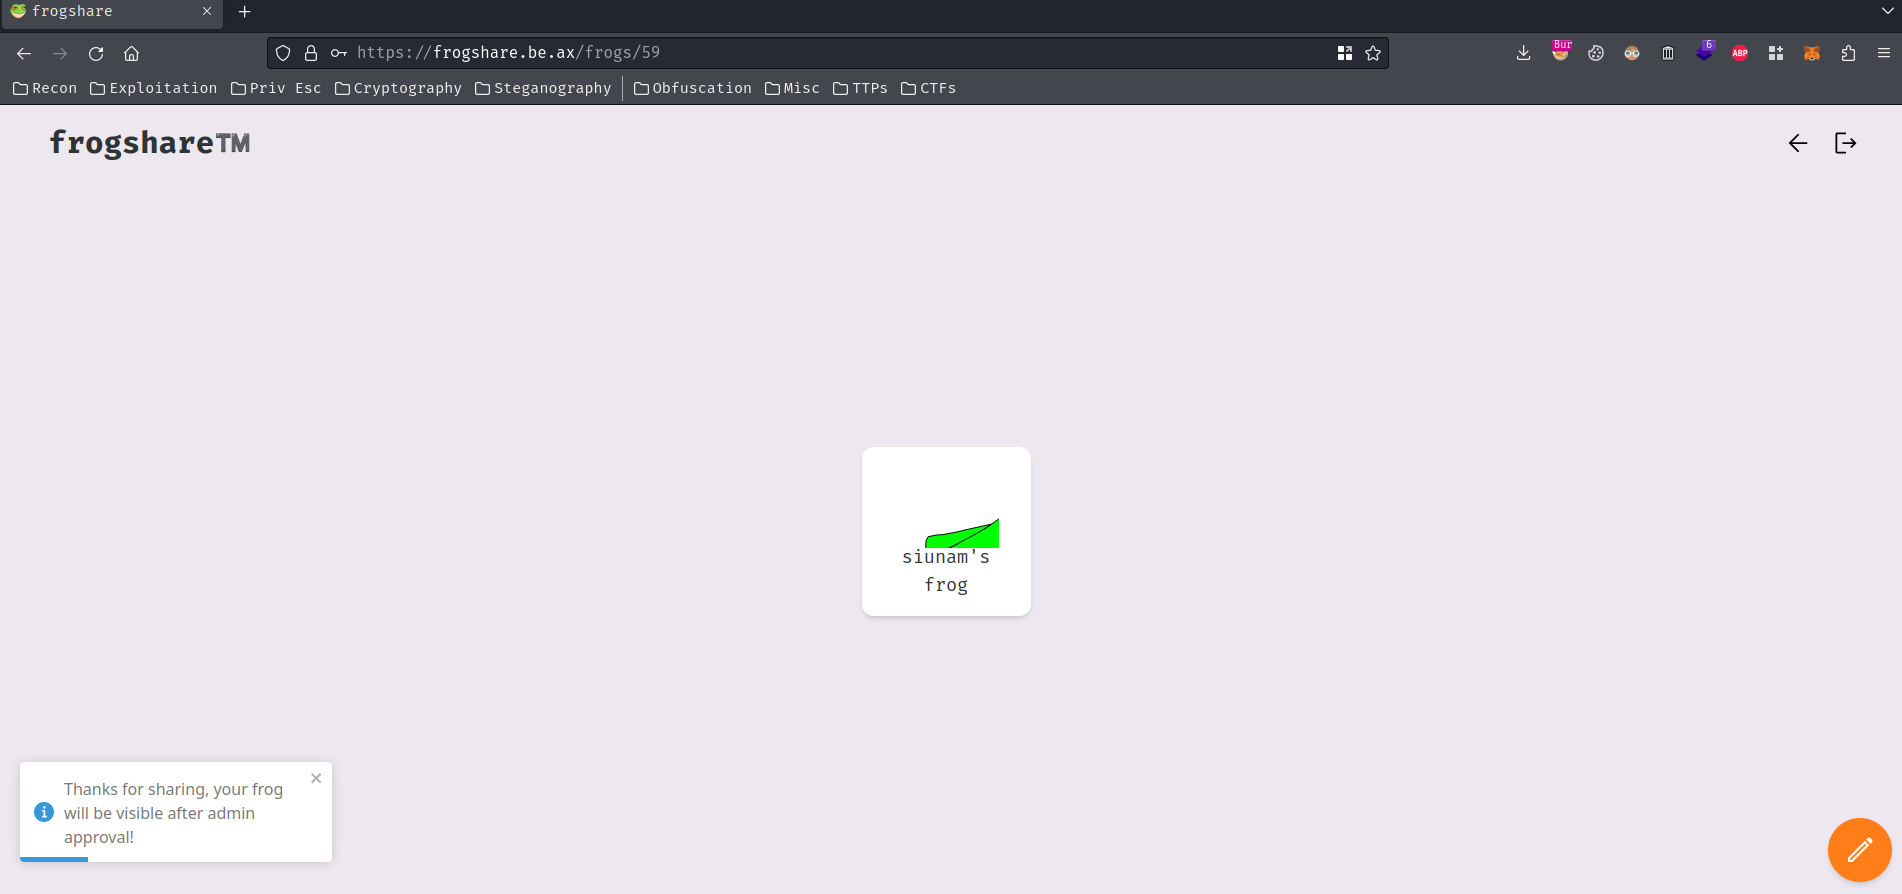 frogshare
https://frogshare.be.ax/frogs/59
Bur
6
ABP
Recon Exploitation Priv Esc Cryptography Steganography Obfuscation Misc TTPs CTFs
frogshare™
siunam's
frog
Thanks for sharing, your frog
will be visible after admin
approval!